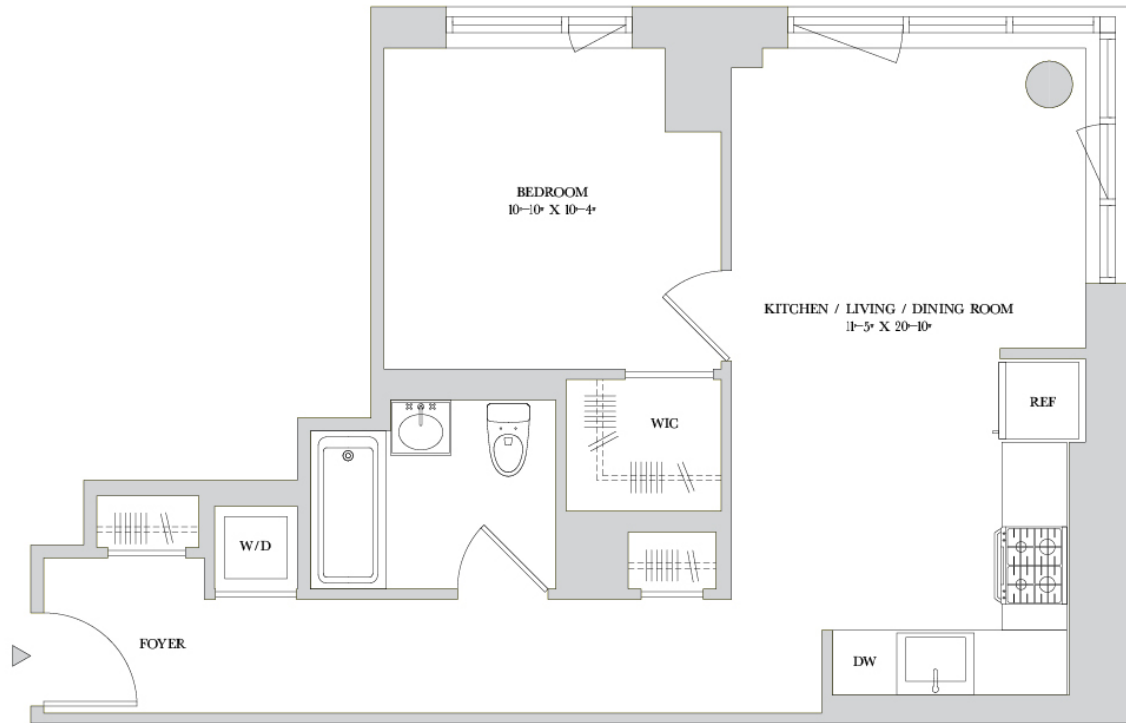 BEDROOM
10'-10" X 10'-4"
KITCHEN / LIVING / DINING ROOM
11'-5" X 20'-10"
REF
WIC
W/D
FOYER
DW